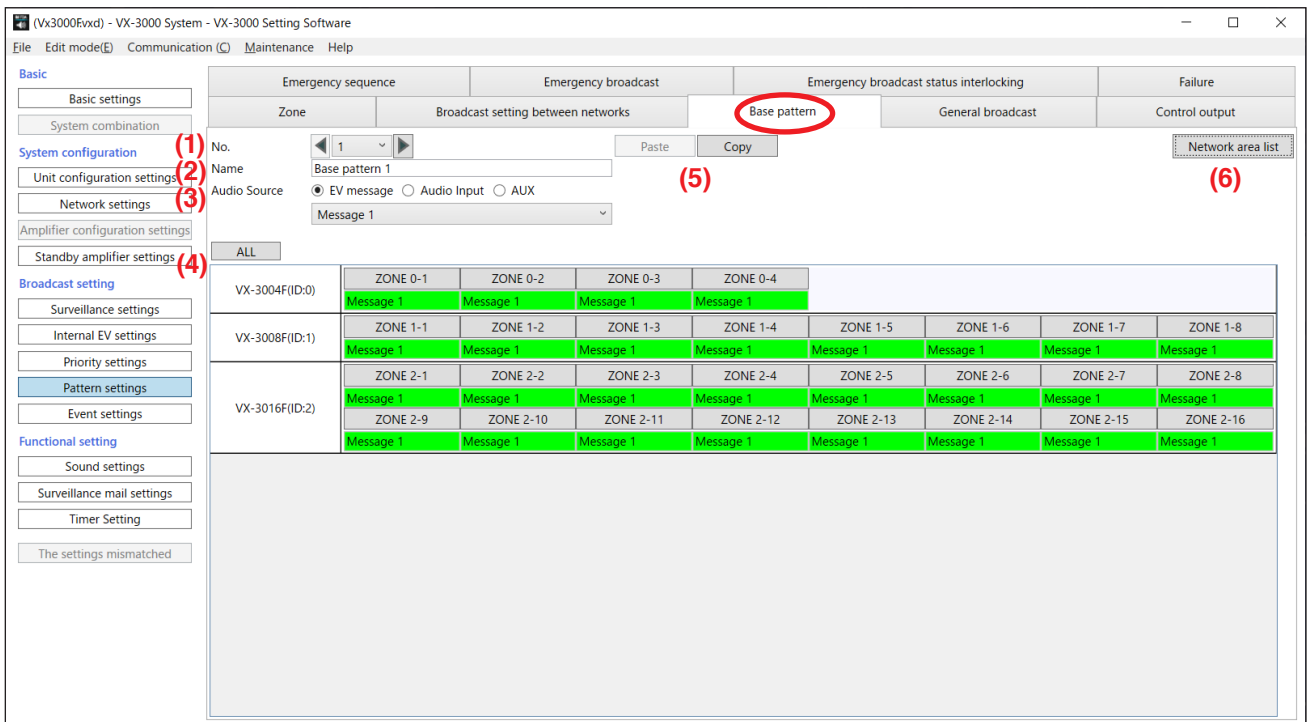 (Vx3000F.vxd) - VX-3000 System - VX-3000 Setting Software
File Edit mode(E) Communication (C) Maintenance Help
Basic
Basic settings
System combination
System configuration
Unit configuration settings
Network settings
Amplifier configuration settings
Standby amplifier settings
Broadcast setting
Surveillance settings
Internal EV settings
Priority settings
Pattern settings
Event settings
Functional setting
Sound settings
Surveillance mail settings
Timer Setting
The settings mismatched
Emergency sequence Emergency broadcast Emergency broadcast status interlocking Failure
Zone Broadcast setting between networks Base pattern General broadcast Control output
(1) No. 1 Paste Copy Network area list
(2) Name Base pattern 1 (5) (6)
(3) Audio Source EV message Audio Input AUX
Message 1
ALL
(4)
VX-3004F(ID:0)
ZONE 0-1 ZONE 0-2 ZONE 0-3 ZONE 0-4
Message 1 Message 1 Message 1 Message 1
VX-3008F(ID:1)
ZONE 1-1 ZONE 1-2 ZONE 1-3 ZONE 1-4 ZONE 1-5 ZONE 1-6 ZONE 1-7 ZONE 1-8
Message 1 Message 1 Message 1 Message 1 Message 1 Message 1 Message 1 Message 1
VX-3016F(ID:2)
ZONE 2-1 ZONE 2-2 ZONE 2-3 ZONE 2-4 ZONE 2-5 ZONE 2-6 ZONE 2-7 ZONE 2-8
Message 1 Message 1 Message 1 Message 1 Message 1 Message 1 Message 1 Message 1
ZONE 2-9 ZONE 2-10 ZONE 2-11 ZONE 2-12 ZONE 2-13 ZONE 2-14 ZONE 2-15 ZONE 2-16
Message 1 Message 1 Message 1 Message 1 Message 1 Message 1 Message 1 Message 1